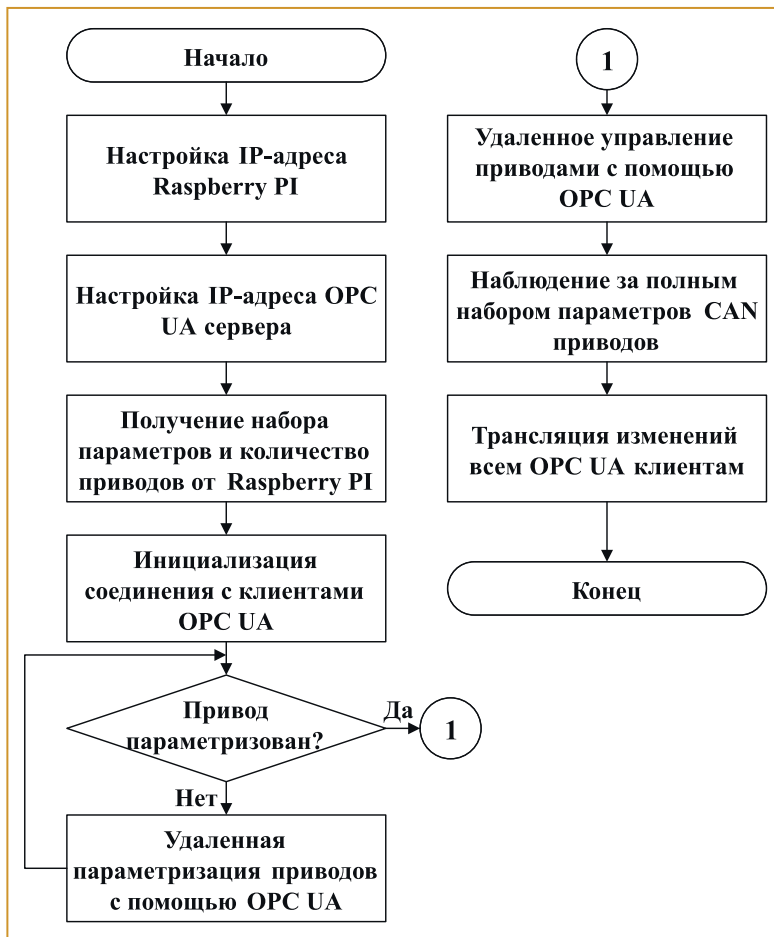 Начало
Настройка IP-адреса
Raspberry PI
Настройка IP-адреса OPC
UA сервера
Получение набора
параметров и количество
приводов от Raspberry PI
Инициализация
соединения с клиентами
OPC UA
Привод
параметризован?
Да
1
Нет
Удаленная
параметризация приводов
с помощью OPC UA
1
Удаленное управление
приводами с помощью
OPC UA
Наблюдение за полным
набором параметров CAN
приводов
Трансляция изменений
всем OPC UA клиентам
Конец